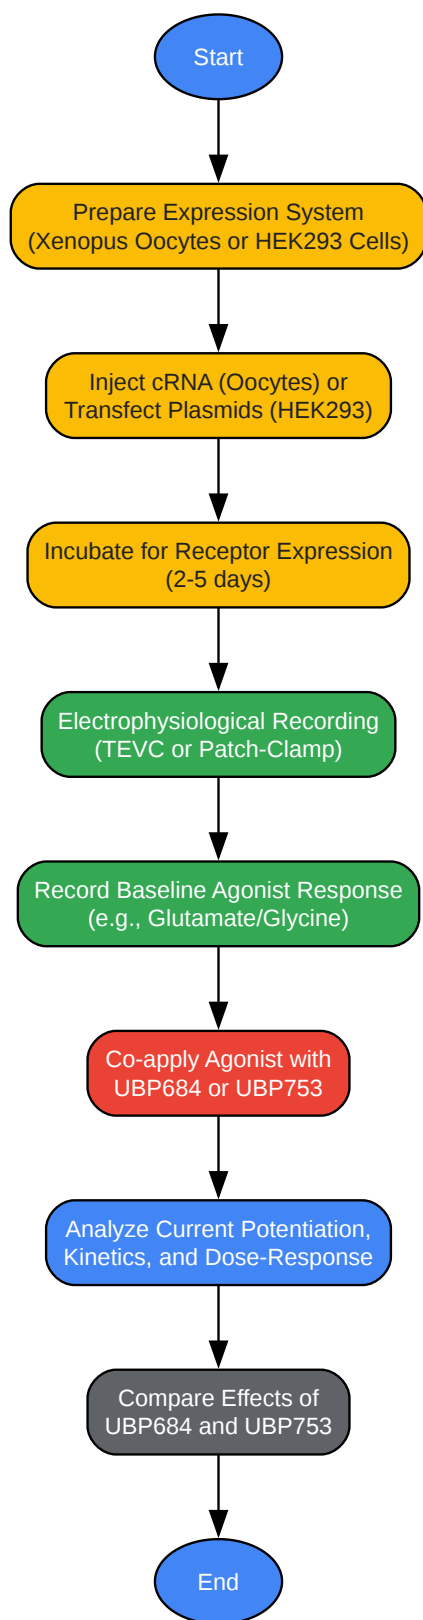 Start
Prepare Expression System
(Xenopus Oocytes or HEK293 Cells)
Inject cRNA (Oocytes) or
Transfect Plasmids (HEK293)
Incubate for Receptor Expression
(2-5 days)
Electrophysiological Recording
(TEVC or Patch-Clamp)
Record Baseline Agonist Response
(e.g., Glutamate/Glycine)
Co-apply Agonist with
UBP684 or UBP753
Analyze Current Potentiation,
Kinetics, and Dose-Response
Compare Effects of
UBP684 and UBP753
End